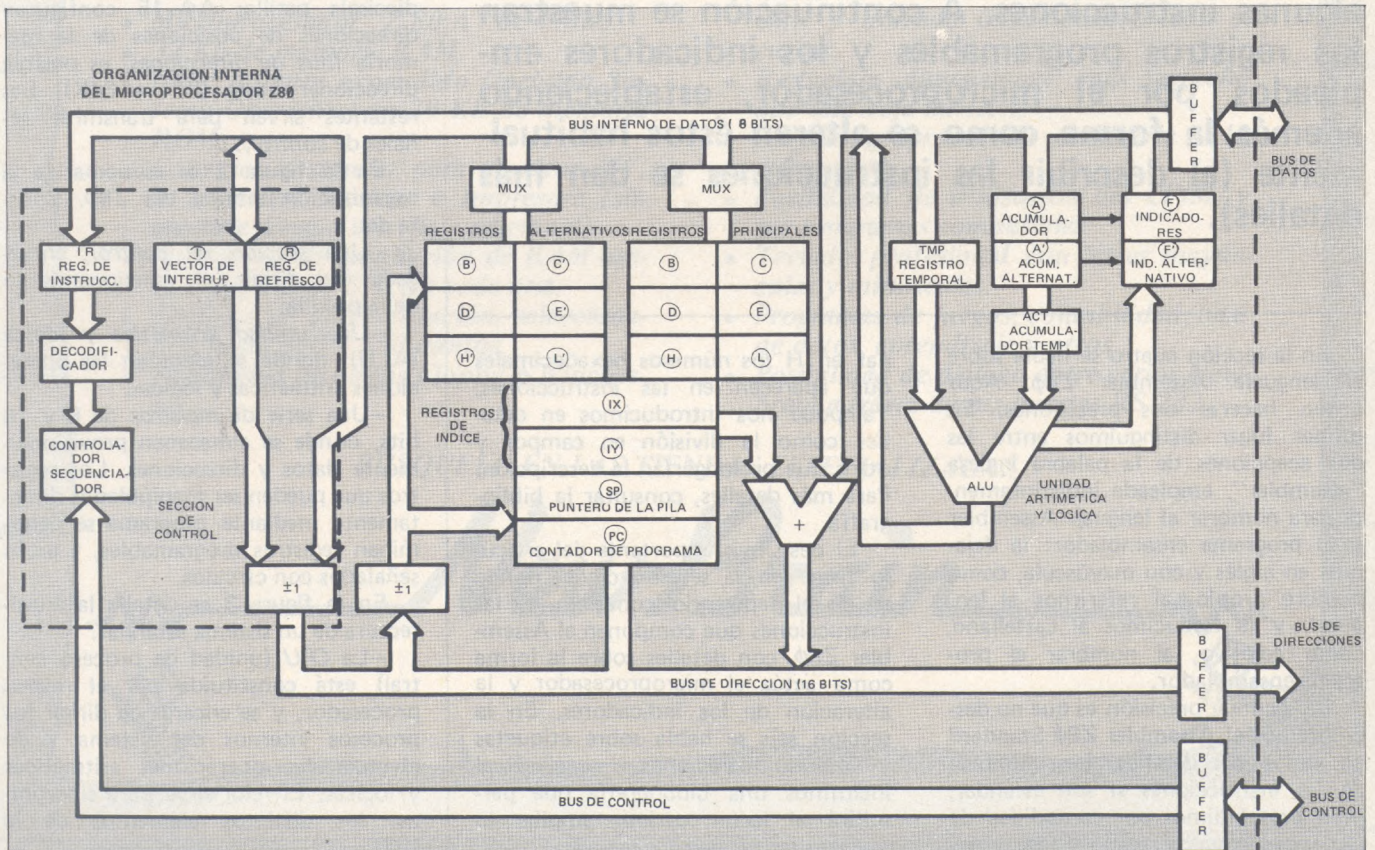 ORGANIZACION INTERNA
DEL MICROPROCESADOR Z80
BUS INTERNO DE DATOS ( 8 BITS)
BUFFER
BUS DE
DATOS
MUX
MUX
REGISTROS ALTERNATIVOS
REGISTROS PRINCIPALES
IR
REG. DE
INSTRUCC.
I
VECTOR DE
INTERRUP.
R
REG. DE
REFRESCO
B' C'
D' E'
H' L'
B C
D E
H L
TMP
REGISTRO
TEMPORAL
A
ACUMULA-
DOR
A'
ACUM.
ALTERNAT.
F
INDICADO-
RES
F'
IND. ALTER-
NATIVO
ACT
ACUMULA-
DOR TEMP.
DECODIFI-
CADOR
CONTROLA-
DOR
SECUENCIA-
DOR
SECCION
DE
CONTROL
REGISTROS
DE
INDICE
IX
IY
SP
PUNTERO DE LA PILA
PC
CONTADOR DE PROGRAMA
+
ALU
UNIDAD
ARTIMETICA
Y LOGICA
±1
±1
BUS DE DIRECCION (16 BITS)
BUFFER
BUS DE
DIRECCIONES
BUS DE CONTROL
BUFFER
BUS DE
CONTROL